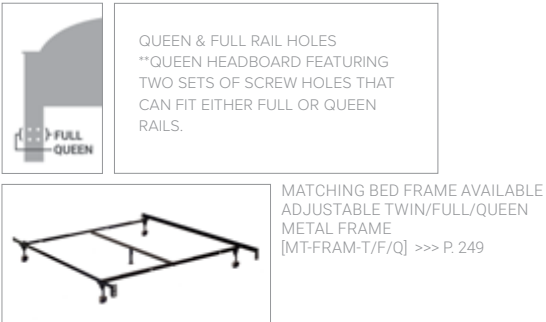 QUEEN & FULL RAIL HOLES
**QUEEN HEADBOARD FEATURING
TWO SETS OF SCREW HOLES THAT
CAN FIT EITHER FULL OR QUEEN
RAILS.
FULL
QUEEN
MATCHING BED FRAME AVAILABLE
ADJUSTABLE TWIN/FULL/QUEEN
METAL FRAME
[MT-FRAM-T/F/Q] >>> P. 249